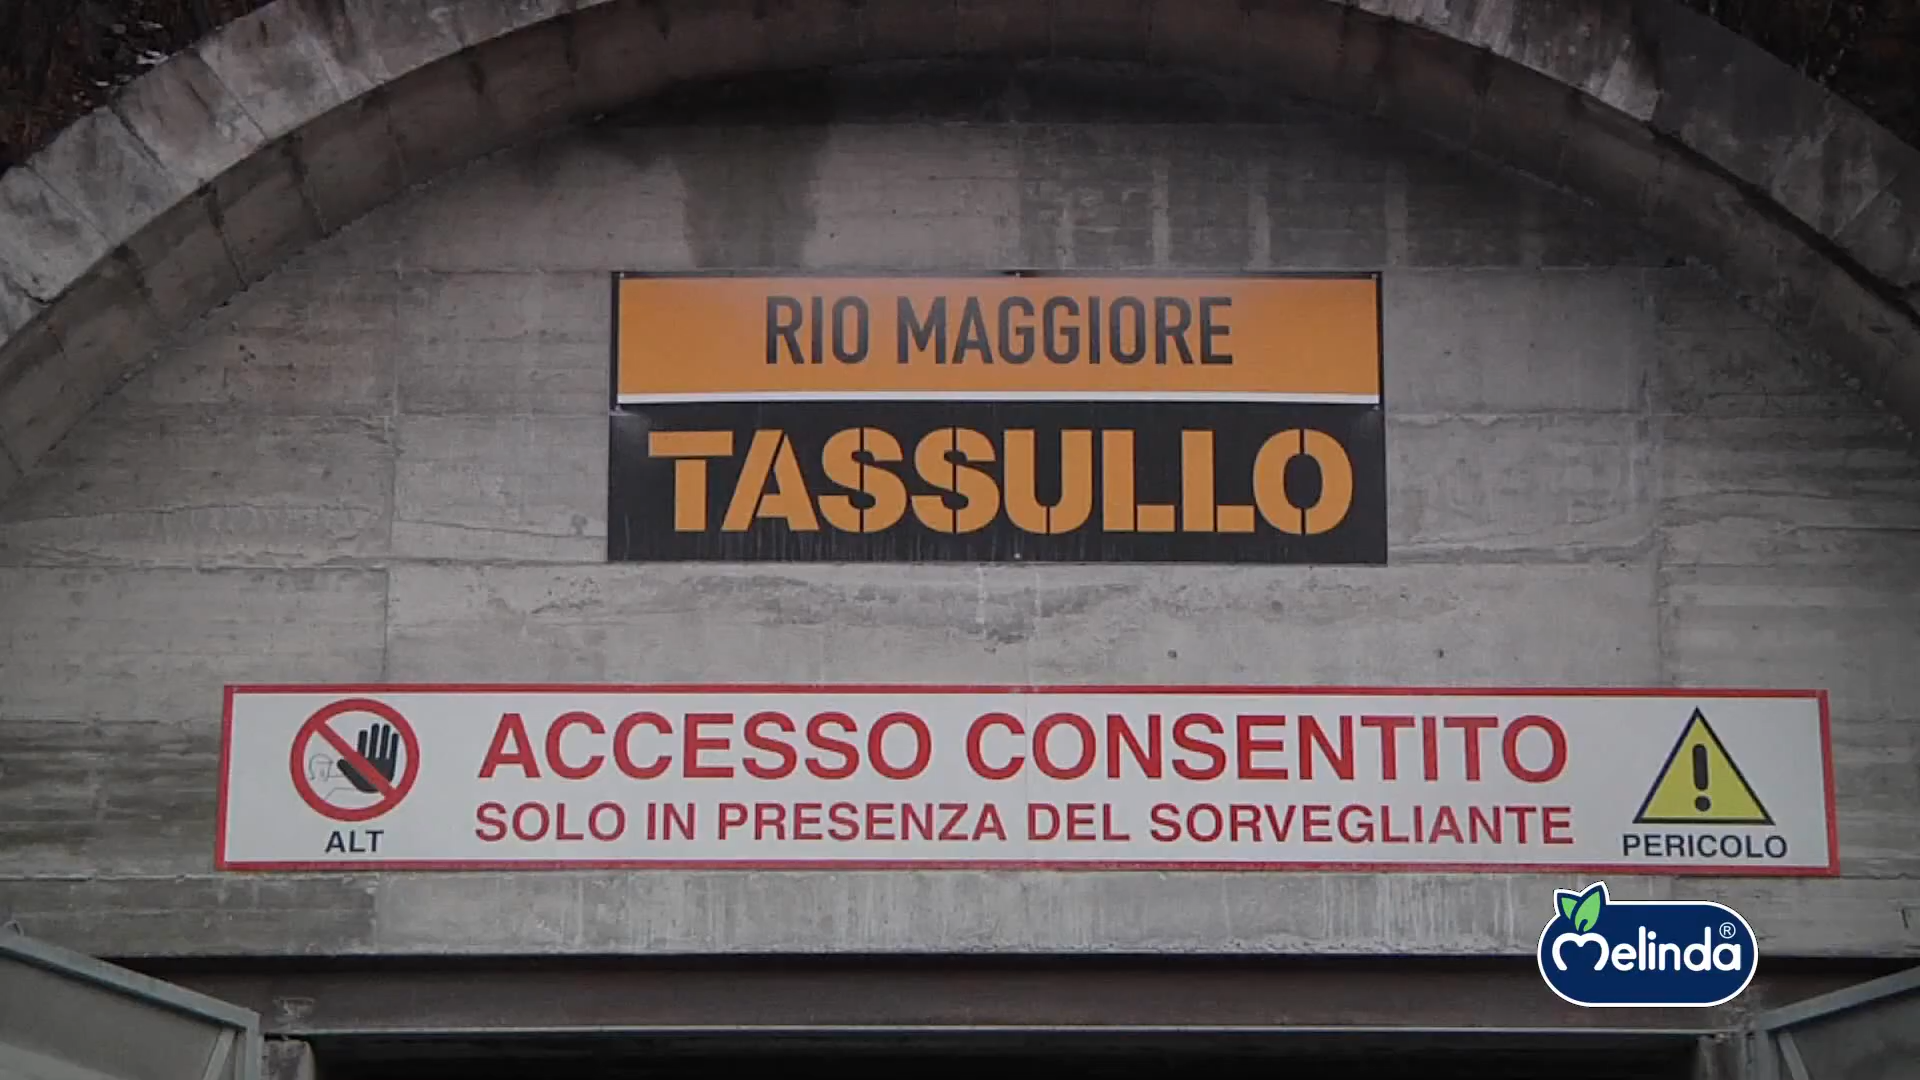 RIO MAGGIORE
TASSULLO
ACCESSO CONSENTITO
SOLO IN PRESENZA DEL SORVEGLIANTE
ALT
PERICOLO
Melinda®